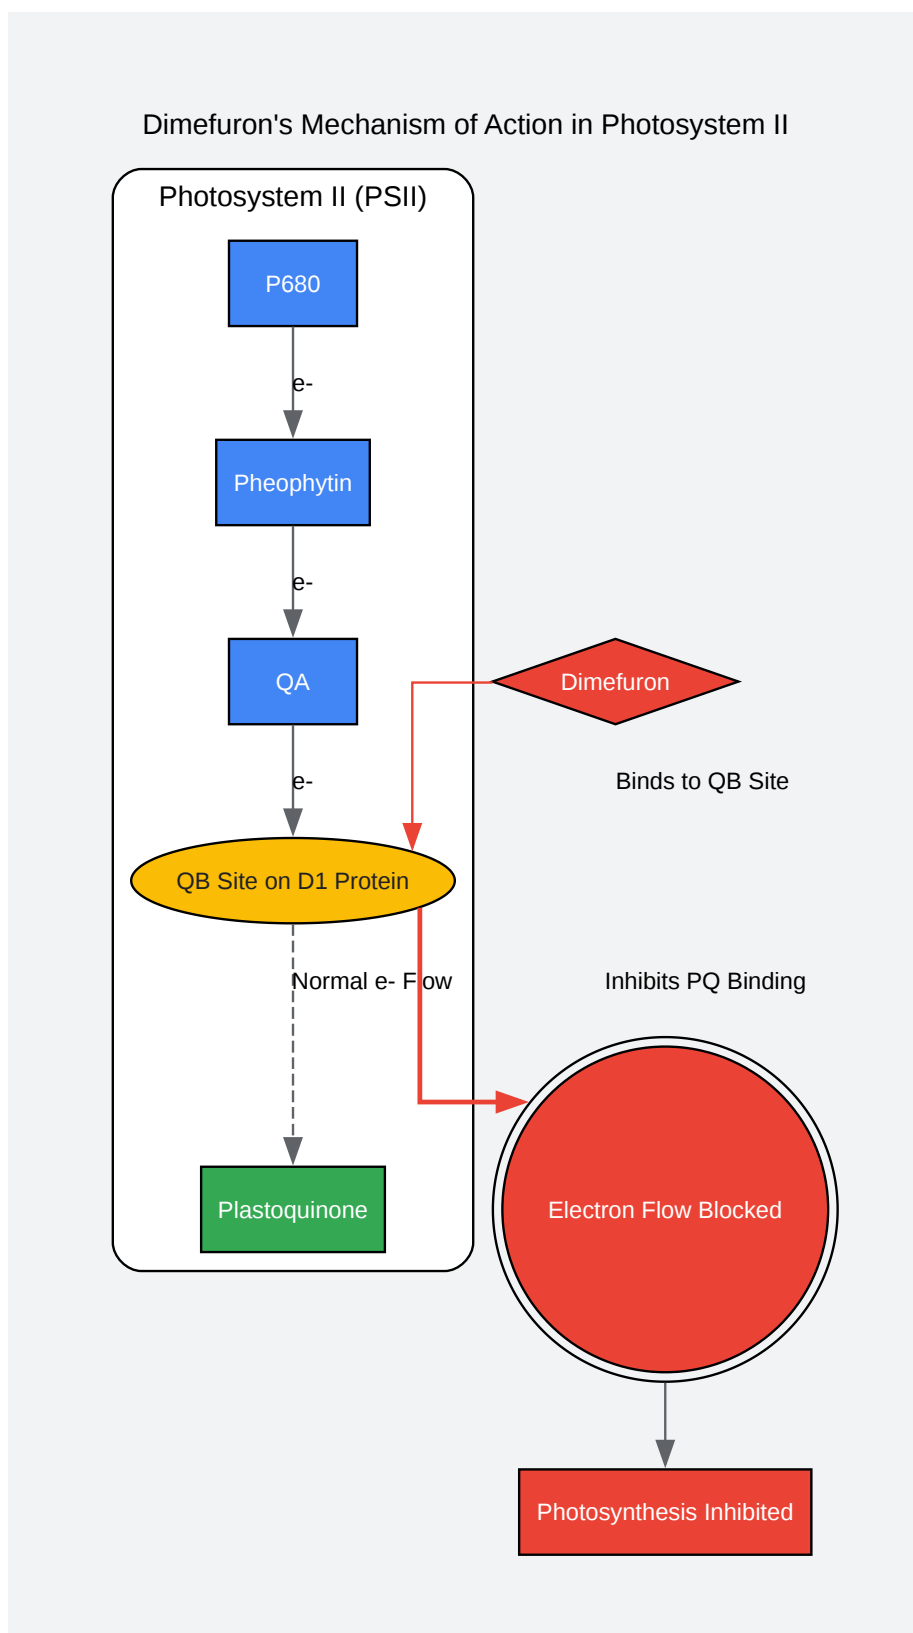 Dimefuron's Mechanism of Action in Photosystem II
Photosystem II (PSII)
P680
e-
Pheophytin
e-
QA
Dimefuron
e-
Binds to QB Site
QB Site on D1 Protein
Normal e- Flow
Inhibits PQ Binding
Plastoquinone
Electron Flow Blocked
Photosynthesis Inhibited